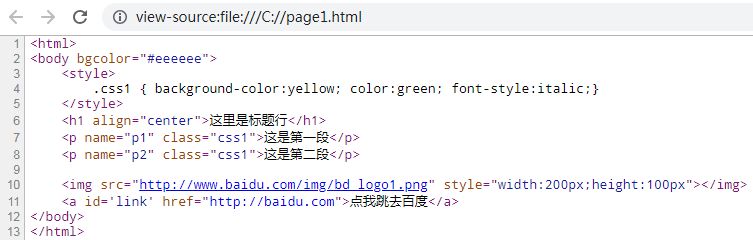 view-source:file:///C://page1.html
1 <html>
2 <body bgcolor="#eeeeee">
3 <style>
4 .css1 { background-color:yellow; color:green; font-style:italic;}
5 </style>
6 <h1 align="center">这里是标题行</h1>
7 <p name="p1" class="css1">这是第一段</p>
8 <p name="p2" class="css1">这是第二段</p>
9
10 <img src="http://www.baidu.com/img/bd_logo1.png" style="width:200px;height:100px"></img>
11 <a id='link' href="http://baidu.com">点我跳去百度</a>
12 </body>
13 </html>